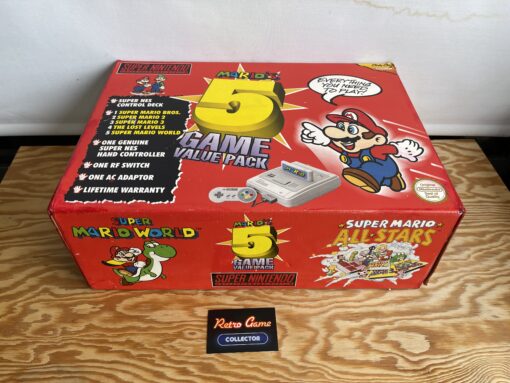 SUPER NINTENDO
SUPER NES
CONTROL DECK
1 SUPER MARIO BROS.
2 SUPER MARIO 2
3 SUPER MARIO 3
4 THE LOST LEVELS
5 SUPER MARIO WORLD
ONE GENUINE
SUPER NES
HAND CONTROLLER
ONE RF SWITCH
ONE AC ADAPTOR
LIFETIME WARRANTY
MARIO'S
5
GAME
VALUE PACK
EVERYTHING
YOU NEED
TO PLAY!
SUPER
MARIO WORLD
MARIO'S
5
GAME
VALUE PACK
SUPER NINTENDO
SUPER MARIO
ALL-STARS
Retro Game
COLLECTOR